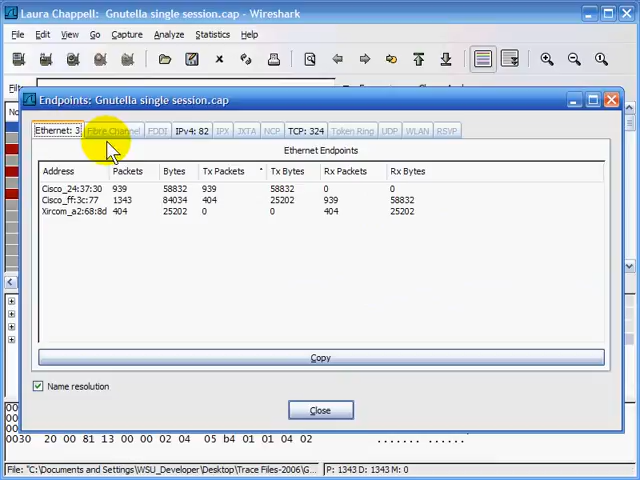 Laura Chappell: Gnutella single session.cap - Wireshark
File Edit View Go Capture Analyze Statistics Help
Endpoints: Gnutella single session.cap
Ethernet: 3 Fibre Channel FDDI IPv4: 82 IPX JXTA NCP TCP: 324 Token Ring UDP WLAN RSVP
Ethernet Endpoints
Address Packets Bytes Tx Packets Tx Bytes Rx Packets Rx Bytes
Cisco_24:37:30 939 58832 939 58832 0 0
Cisco_ff:3c:77 1343 84034 404 25202 939 58832
Xircom_a2:68:8d 404 25202 0 0 404 25202
Copy
Name resolution
Close
0030 20 00 81 13 00 00 02 04 05 b4 01 01 04 02 ....... .......
File: "C:\Documents and Settings\WSU_Developer\Desktop\Trace Files-2006\G... P: 1343 D: 1343 M: 0